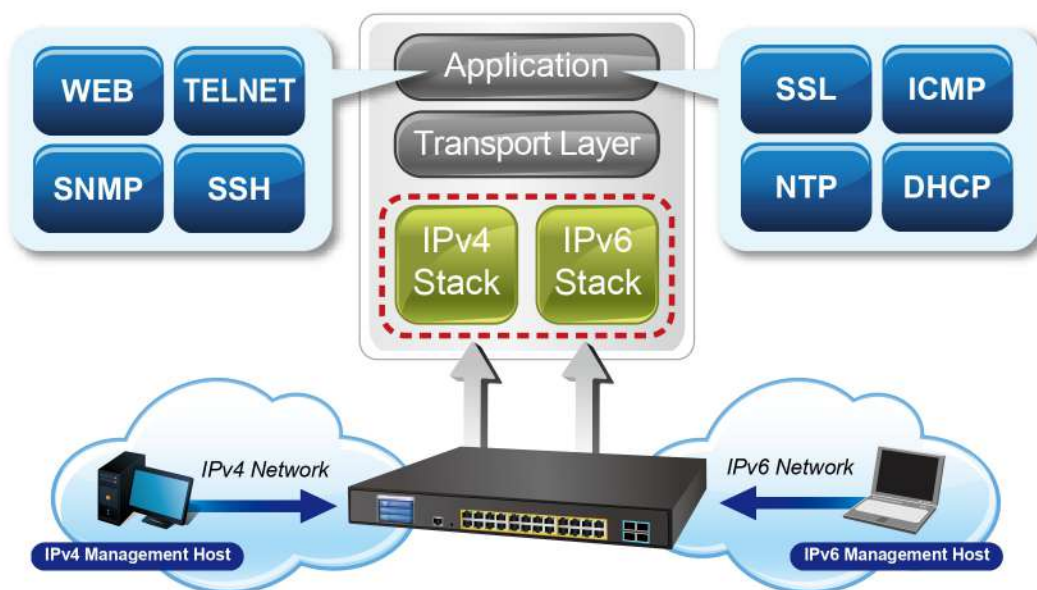 WEB
TELNET
SNMP
SSH
Application
Transport Layer
IPv4
Stack
IPv6
Stack
SSL
ICMP
NTP
DHCP
IPv4 Network
IPv4 Management Host
IPv6 Network
IPv6 Management Host